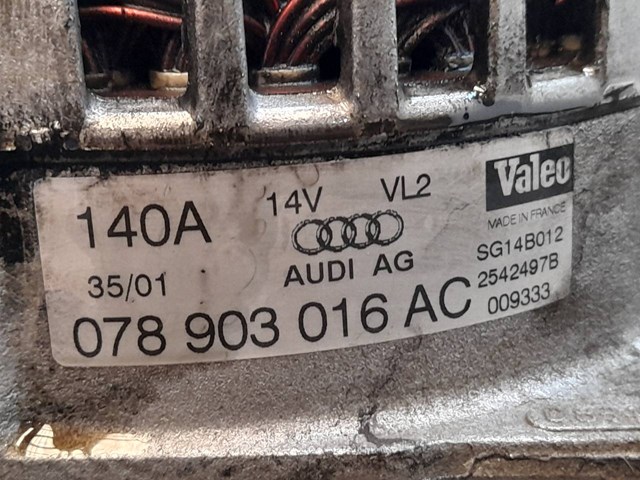 140A 14V VL2 Valeo
MADE IN FRANCE
35/01 AUDI AG SG14B012
2542497B
078 903 016 AC 009333